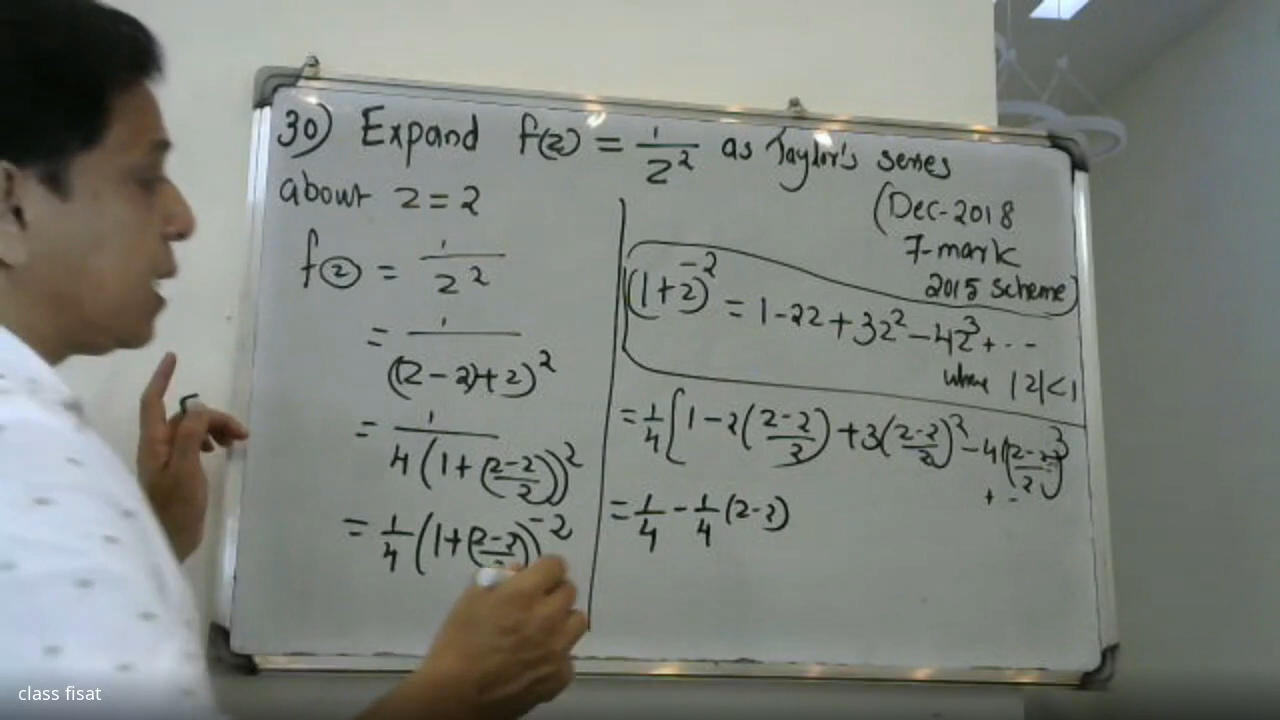 30) Expand f(z) = 1/z² as Taylor's series
about z = 2
(Dec-2018
7-mark
2015 scheme)
f(z) = 1/z²
= 1/((z-2)+2)²
= 1/4(1+(z-2/2))²
= 1/4 (1+(z-2/2))⁻²
(1+z)⁻² = 1-2z+3z²-4z³+...
where |z|<1
= 1/4 [1-2(z-2/2)+3(z-2/2)²-4(z-2/2)³
+ --
= 1/4 - 1/4 (z-2)
class fisat